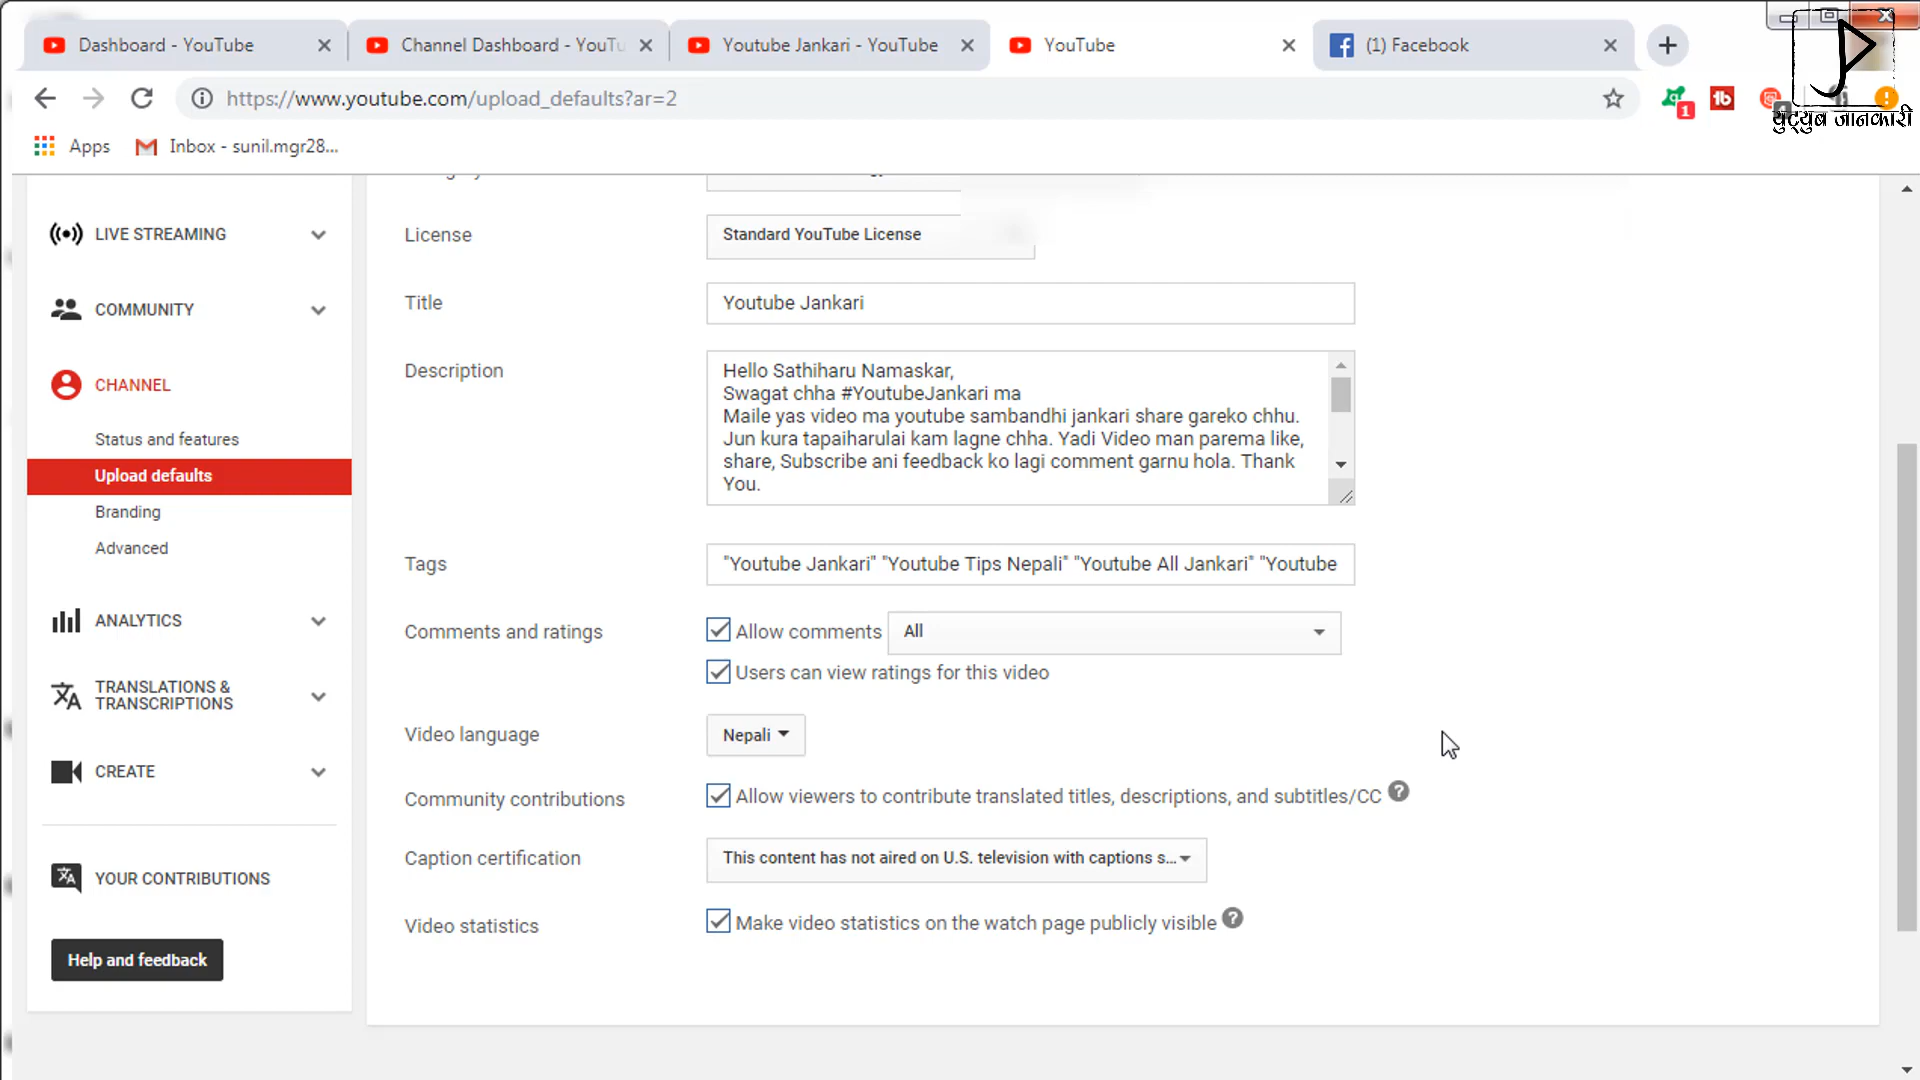 Dashboard - YouTube
Channel Dashboard - YouTu
Youtube Jankari - YouTube
YouTube
(1) Facebook
https://www.youtube.com/upload_defaults?ar=2
1
युट्युब जानकारी
Apps
Inbox - sunil.mgr28...
LIVE STREAMING
COMMUNITY
CHANNEL
Status and features
Upload defaults
Branding
Advanced
ANALYTICS
TRANSLATIONS &
TRANSCRIPTIONS
CREATE
YOUR CONTRIBUTIONS
Help and feedback
License
Standard YouTube License
Title
Youtube Jankari
Description
Hello Sathiharu Namaskar,
Swagat chha #YoutubeJankari ma
Maile yas video ma youtube sambandhi jankari share gareko chhu.
Jun kura tapaiharulai kam lagne chha. Yadi Video man parema like,
share, Subscribe ani feedback ko lagi comment garnu hola. Thank
You.
Tags
"Youtube Jankari" "Youtube Tips Nepali" "Youtube All Jankari" "Youtube
Comments and ratings
Allow comments
All
Users can view ratings for this video
Video language
Nepali
Community contributions
Allow viewers to contribute translated titles, descriptions, and subtitles/CC
Caption certification
This content has not aired on U.S. television with captions s...
Video statistics
Make video statistics on the watch page publicly visible